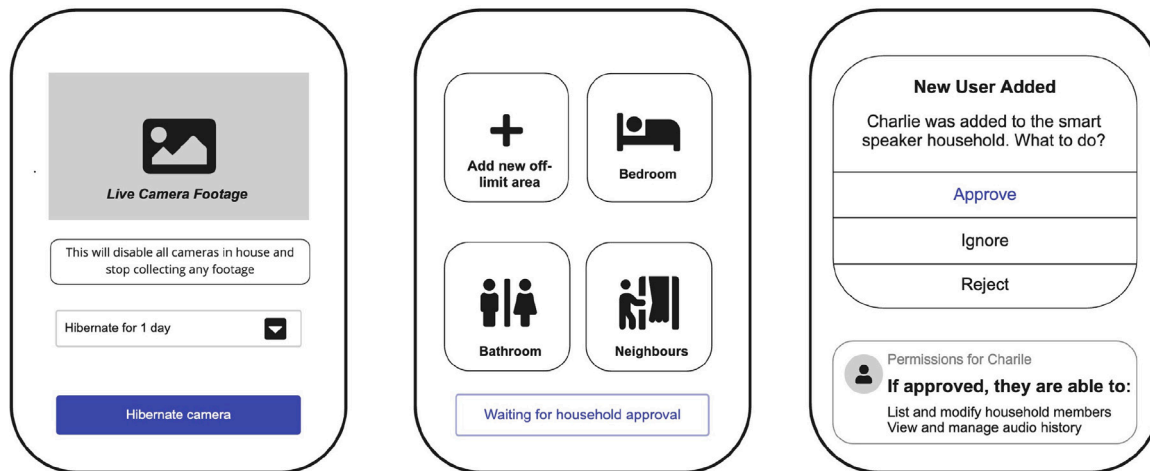 Live Camera Footage
This will disable all cameras in house and
stop collecting any footage
Hibernate for 1 day
Hibernate camera
Add new off-
limit area
Bedroom
Bathroom
Neighbours
Waiting for household approval
New User Added
Charlie was added to the smart
speaker household. What to do?
Approve
Ignore
Reject
Permissions for Charlie
If approved, they are able to:
List and modify household members
View and manage audio history